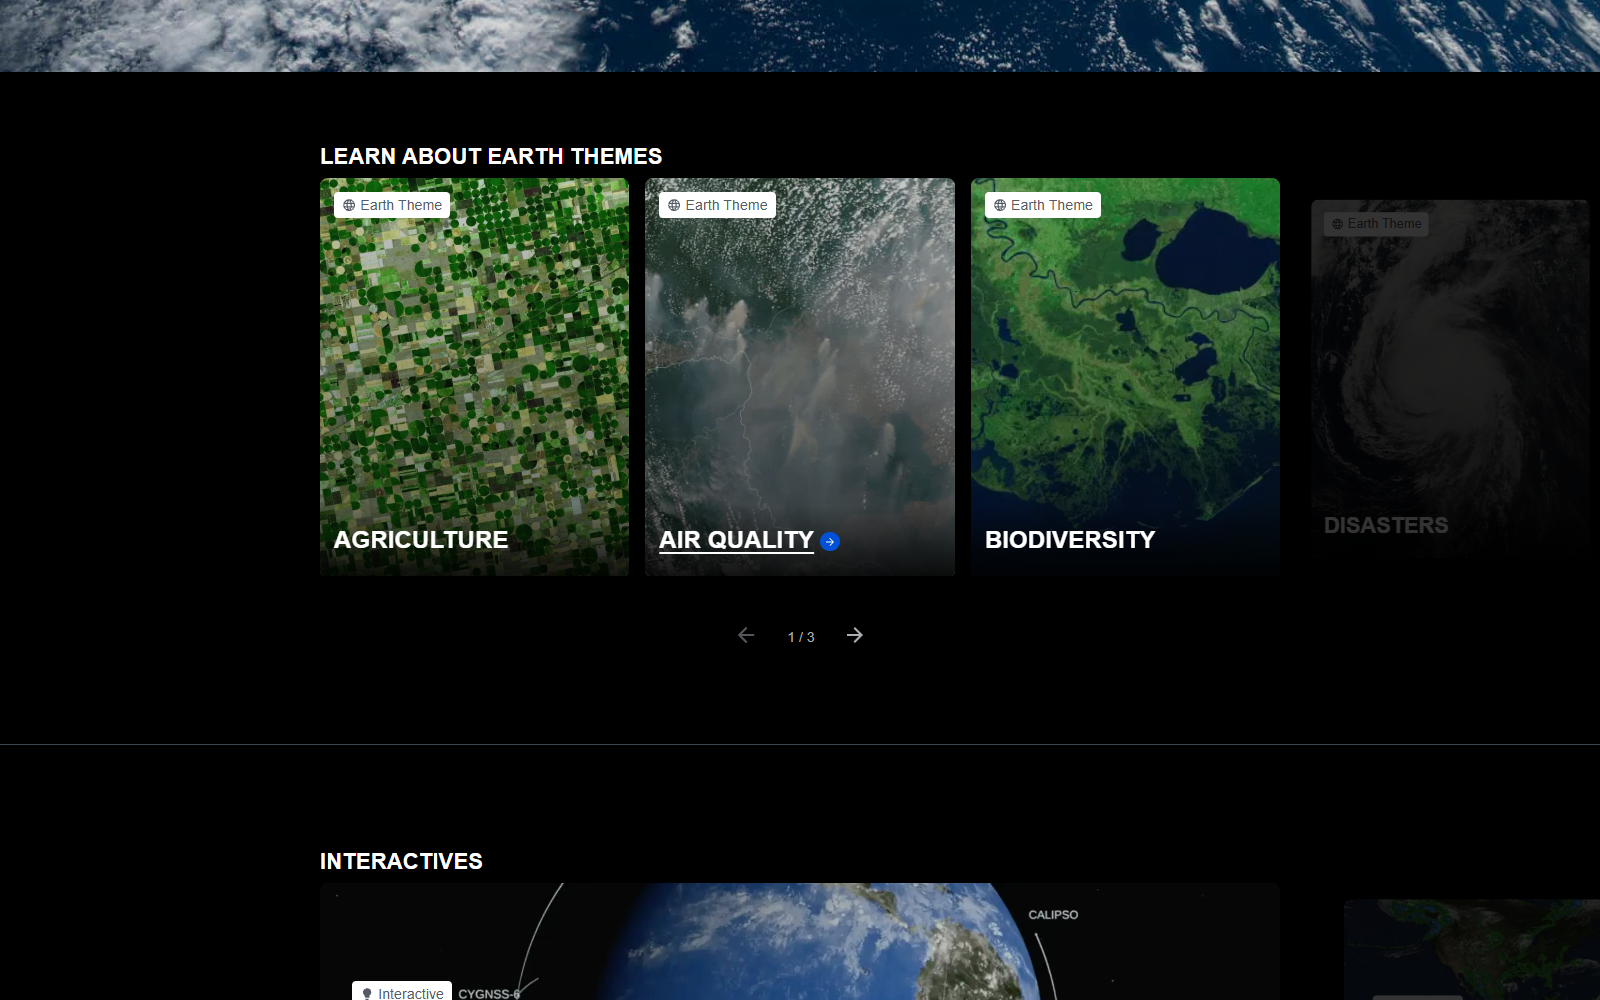 LEARN ABOUT EARTH THEMES
Earth Theme
Earth Theme
Earth Theme
Earth Theme
AGRICULTURE
AIR QUALITY
BIODIVERSITY
DISASTERS
1 / 3
INTERACTIVES
CALIPSO
Interactive
CYGNSS-6